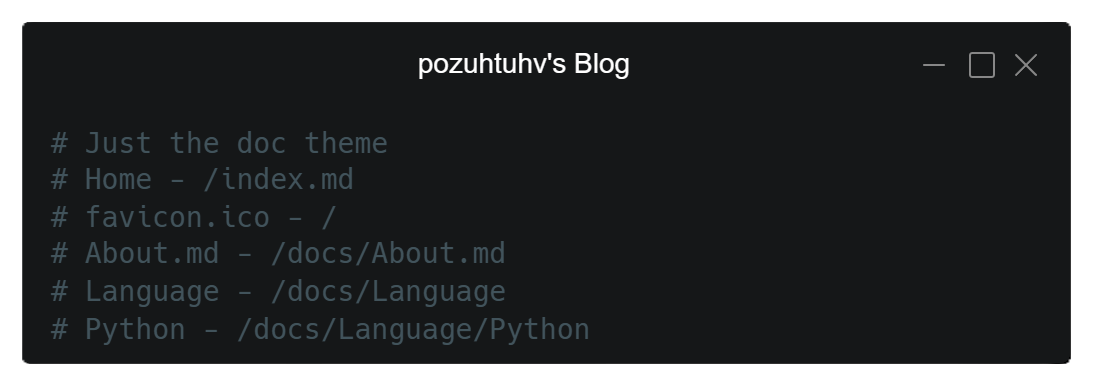 pozuhtuhv's Blog
# Just the doc theme
# Home - /index.md
# favicon.ico - /
# About.md - /docs/About.md
# Language - /docs/Language
# Python - /docs/Language/Python